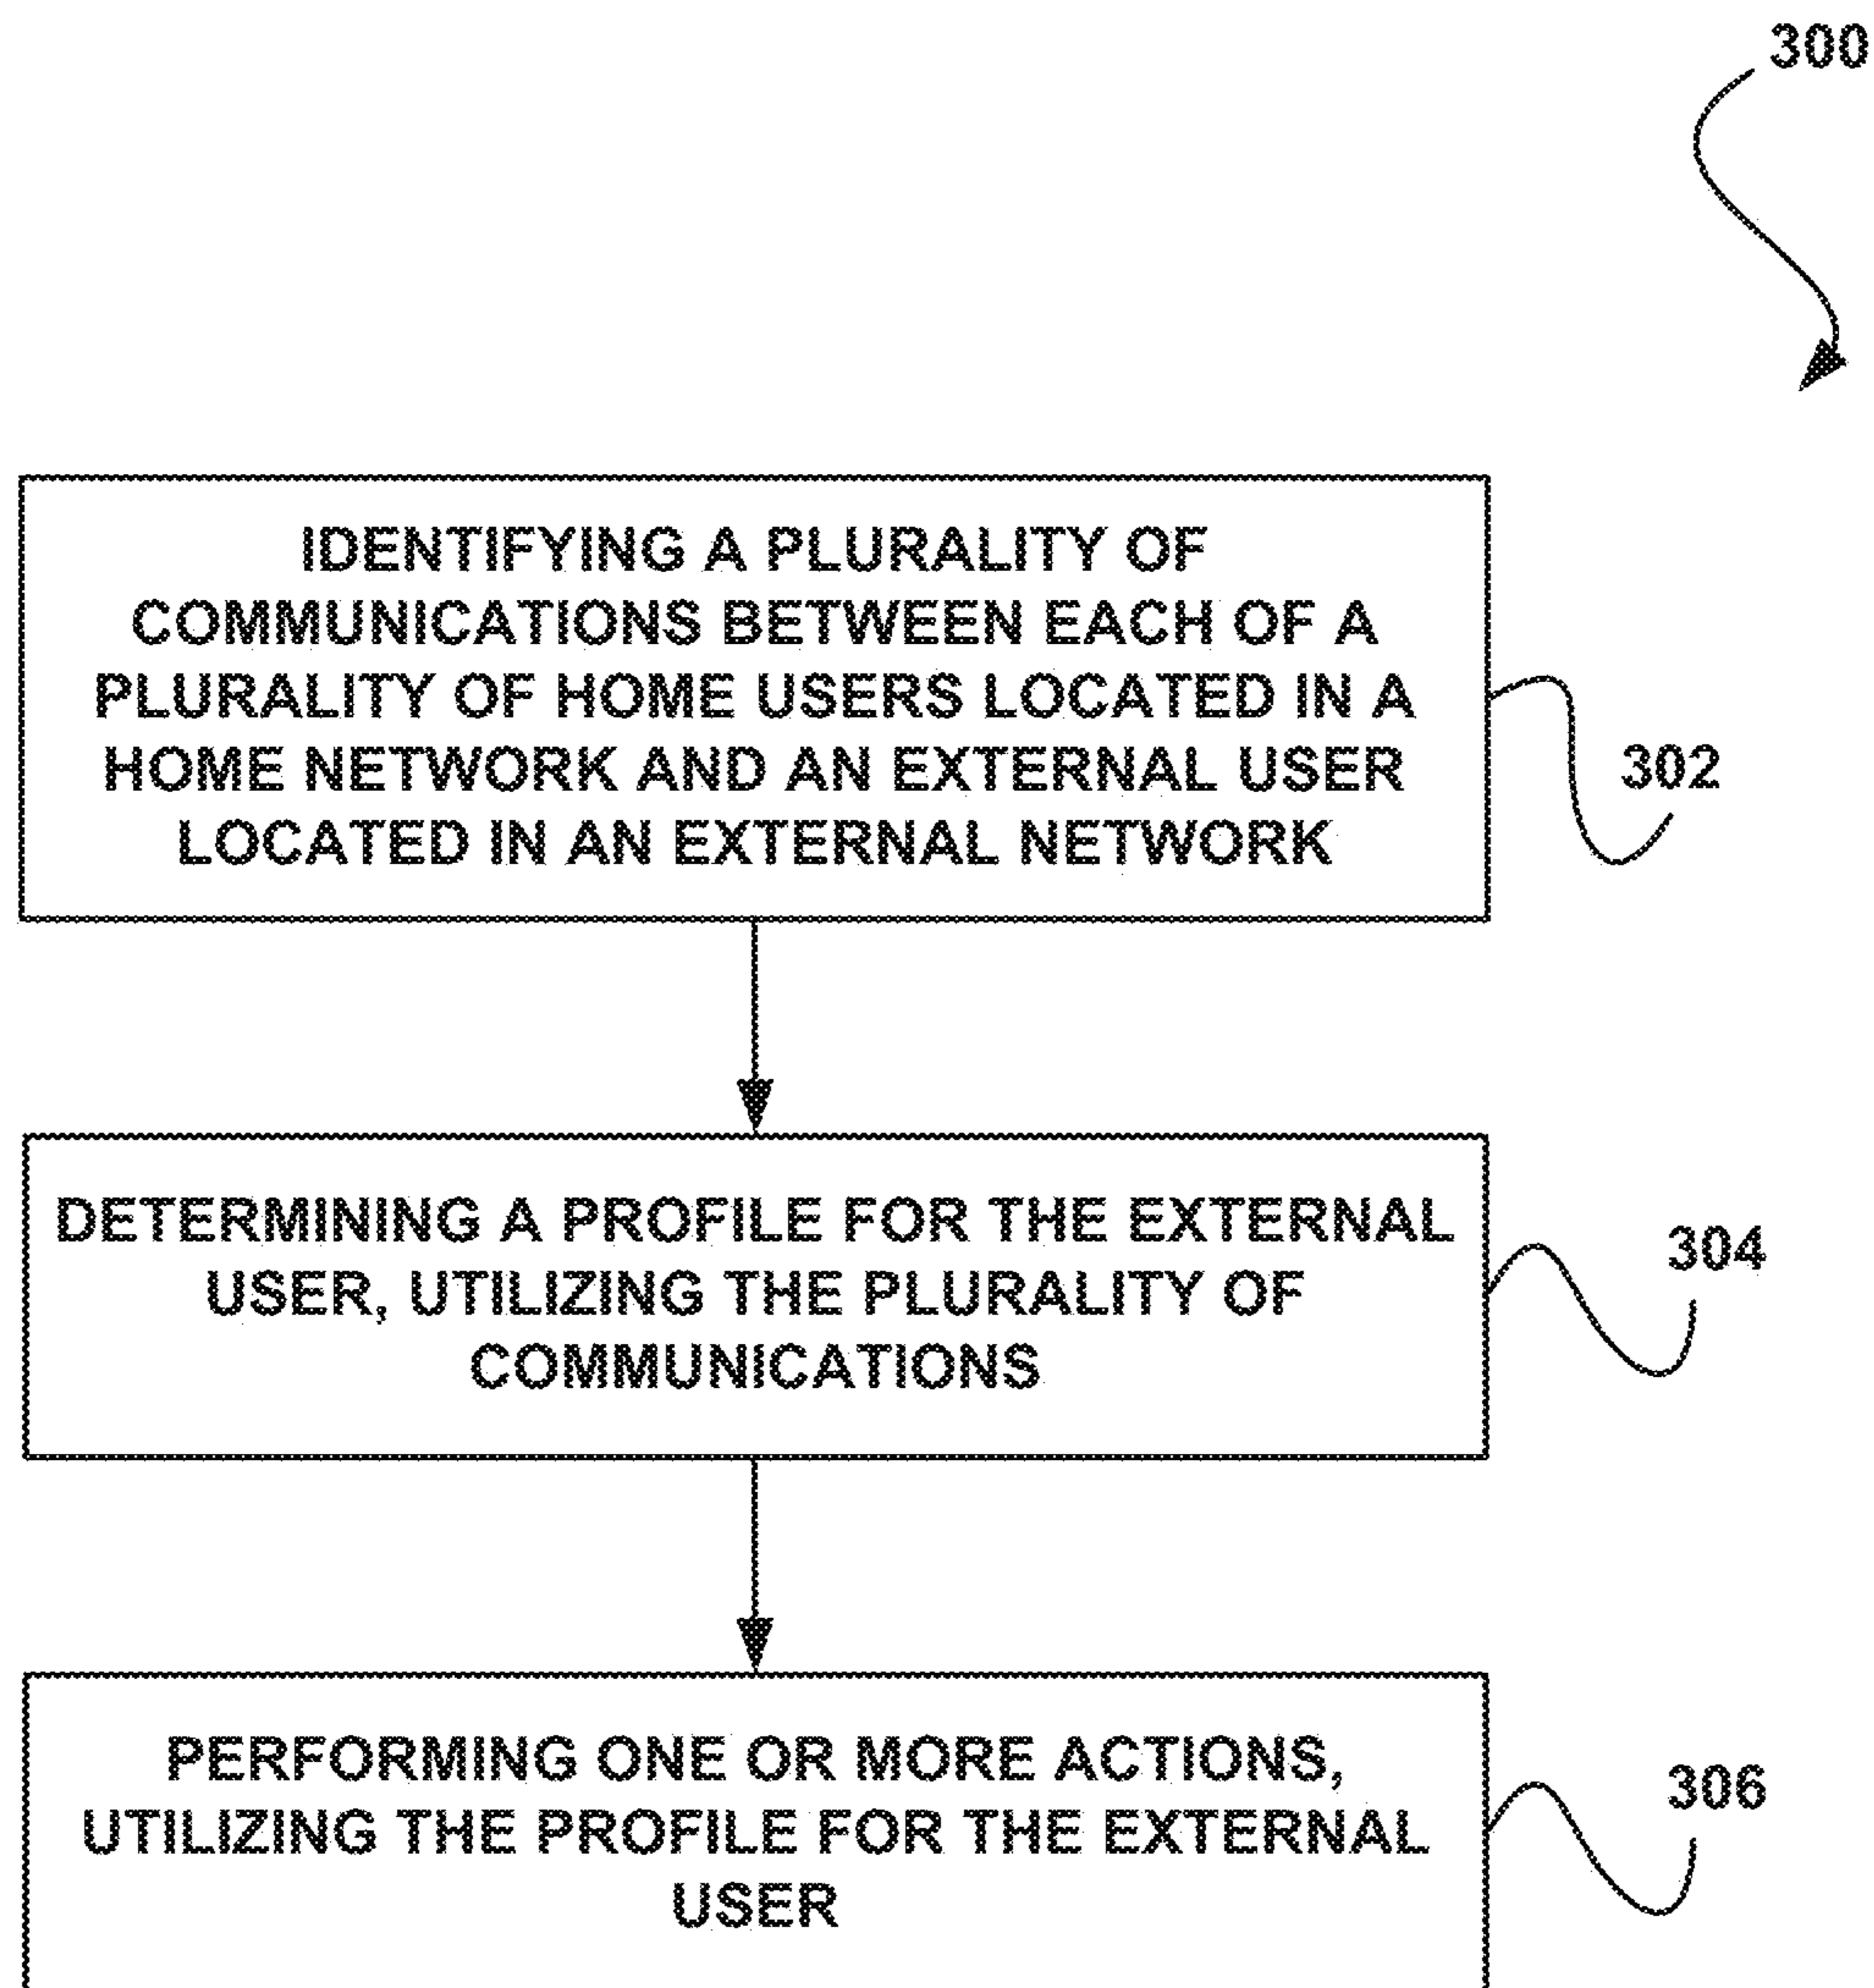 300
IDENTIFYING A PLURALITY OF
COMMUNICATIONS BETWEEN EACH OF A
PLURALITY OF HOME USERS LOCATED IN A
HOME NETWORK AND AN EXTERNAL USER
LOCATED IN AN EXTERNAL NETWORK
302
DETERMINING A PROFILE FOR THE EXTERNAL
USER, UTILIZING THE PLURALITY OF
COMMUNICATIONS
304
PERFORMING ONE OR MORE ACTIONS,
UTILIZING THE PROFILE FOR THE EXTERNAL
USER
306